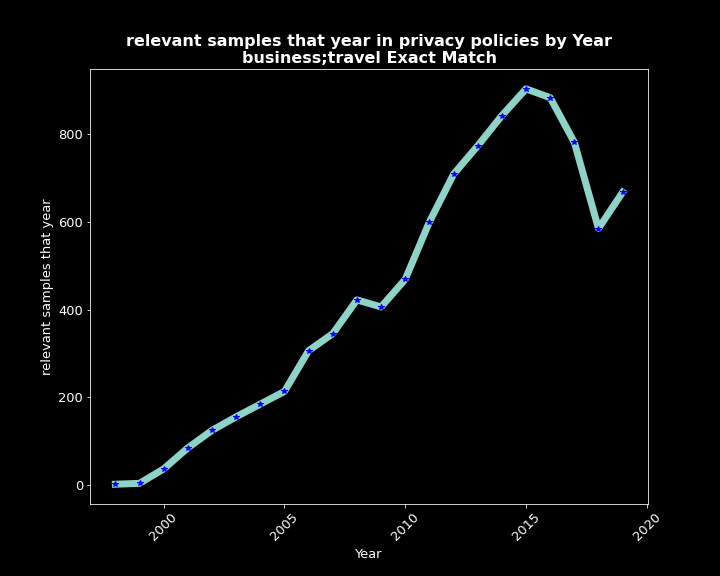 relevant samples that year in privacy policies by Year
business;travel Exact Match
relevant samples that year
800
600
400
200
0
2000
2005
2010
2015
2020
Year